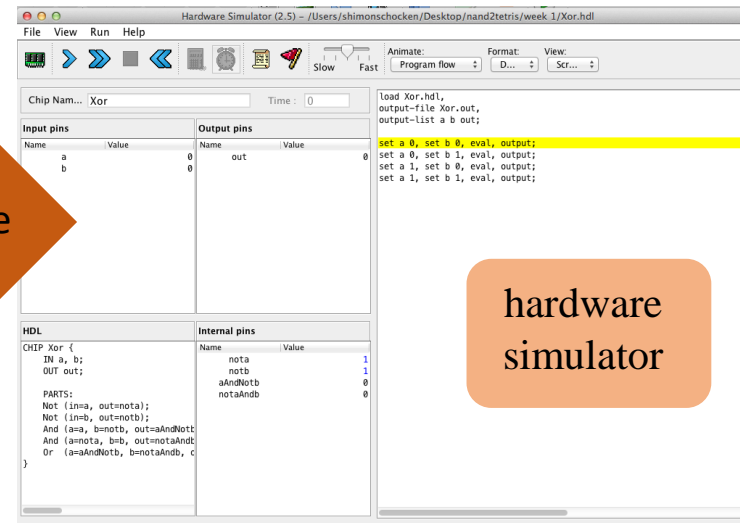 Hardware Simulator (2.5) – /Users/shimonschocken/Desktop/nand2tetris/week 1/Xor.hdl
File View Run Help
Slow Fast
Animate: Format: View:
Program flow D... Scr...
Chip Nam... Xor Time : 0
Input pins
Name Value
a 0
b 0
Output pins
Name Value
out 0
load Xor.hdl,
output-file Xor.out,
output-list a b out;
set a 0, set b 0, eval, output;
set a 0, set b 1, eval, output;
set a 1, set b 0, eval, output;
set a 1, set b 1, eval, output;
e
hardware
simulator
HDL
CHIP Xor {
IN a, b;
OUT out;
PARTS:
Not (in=a, out=nota);
Not (in=b, out=notb);
And (a=a, b=notb, out=aAndNotb
And (a=nota, b=b, out=notaAndb
Or (a=aAndNotb, b=notaAndb, o
}
Internal pins
Name Value
nota 1
notb 1
aAndNotb 0
notaAndb 0